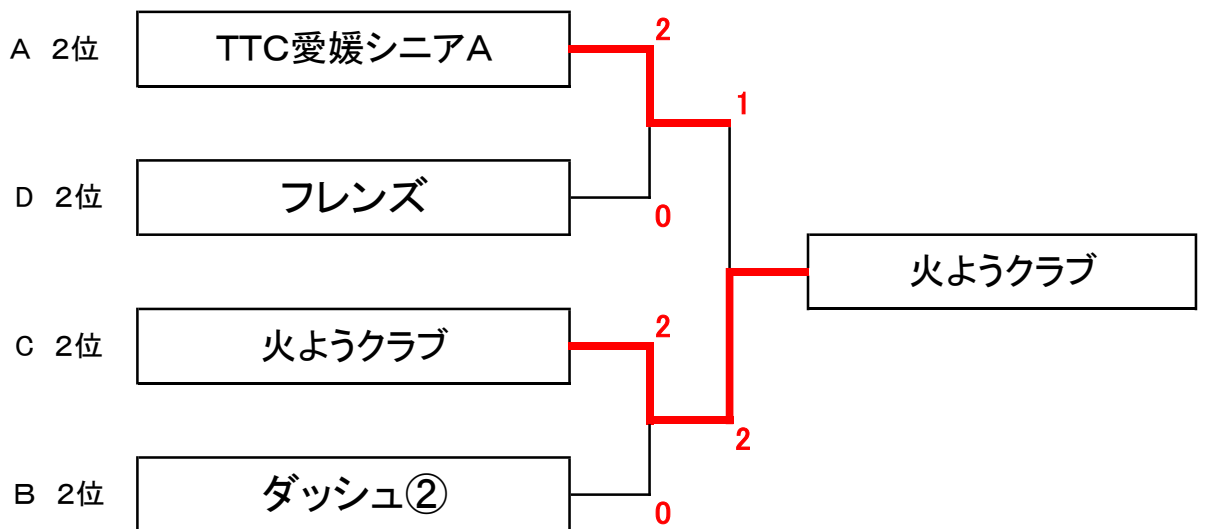 A 2位
TTC愛媛シニアA
2
1
D 2位
フレンズ
0
火ようクラブ
C 2位
火ようクラブ
2
2
B 2位
ダッシュ②
0